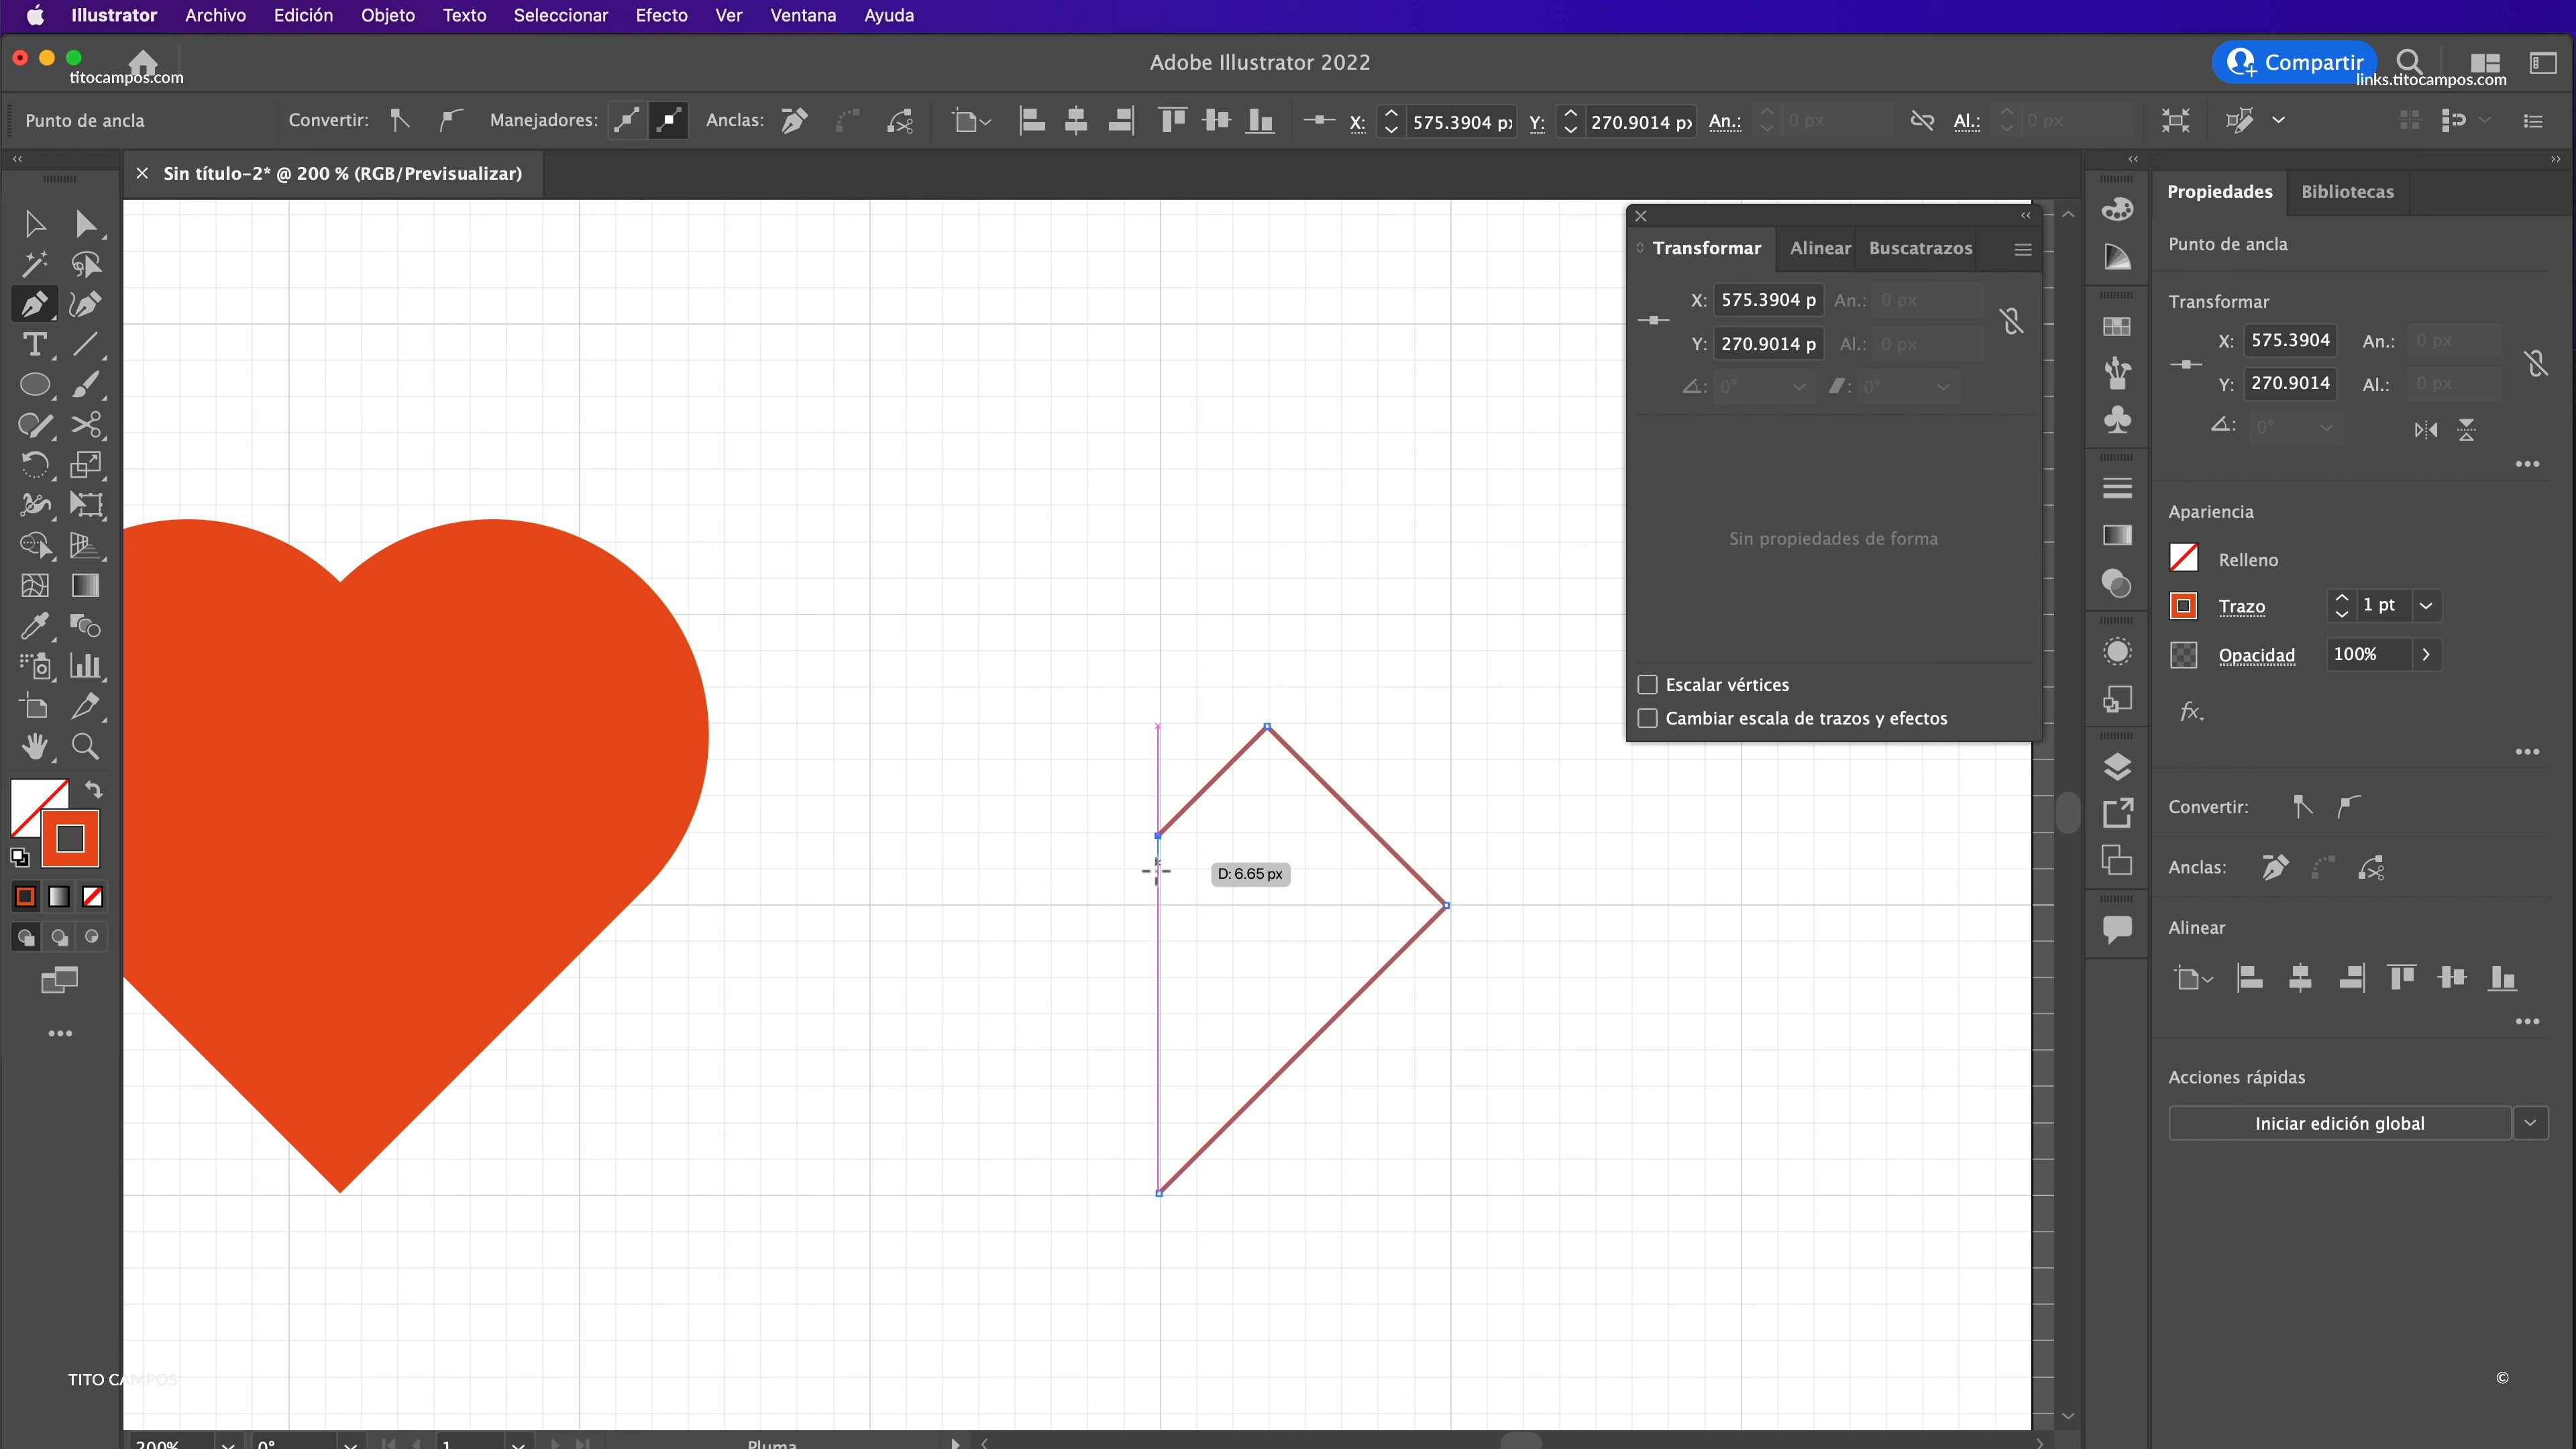 Illustrator Archivo Edición Objeto Texto Seleccionar Efecto Ver Ventana Ayuda
Adobe Illustrator 2022
titocampos.com
Compartir
links.titocampos.com
Punto de ancla
Convertir:
Manejadores:
Anclas:
X: 575.3904 px
Y: 270.9014 px
An.: 0 px
Al.: 0 px
Sin título-2* @ 200 % (RGB/Previsualizar)
Transformar Alinear Buscatrazos
X: 575.3904 p An.: 0 px
Y: 270.9014 p Al.: 0 px
0° 0°
Sin propiedades de forma
Escalar vértices
Cambiar escala de trazos y efectos
D: 6.65 px
Propiedades Bibliotecas
Punto de ancla
Transformar
X: 575.3904 An.: 0 px
Y: 270.9014 Al.: 0 px
0°
Apariencia
Relleno
Trazo 1 pt
Opacidad 100%
fx.
Convertir:
Anclas:
Alinear
Acciones rápidas
Iniciar edición global
TITO CAMPOS
©
200% 0° 1 Pluma